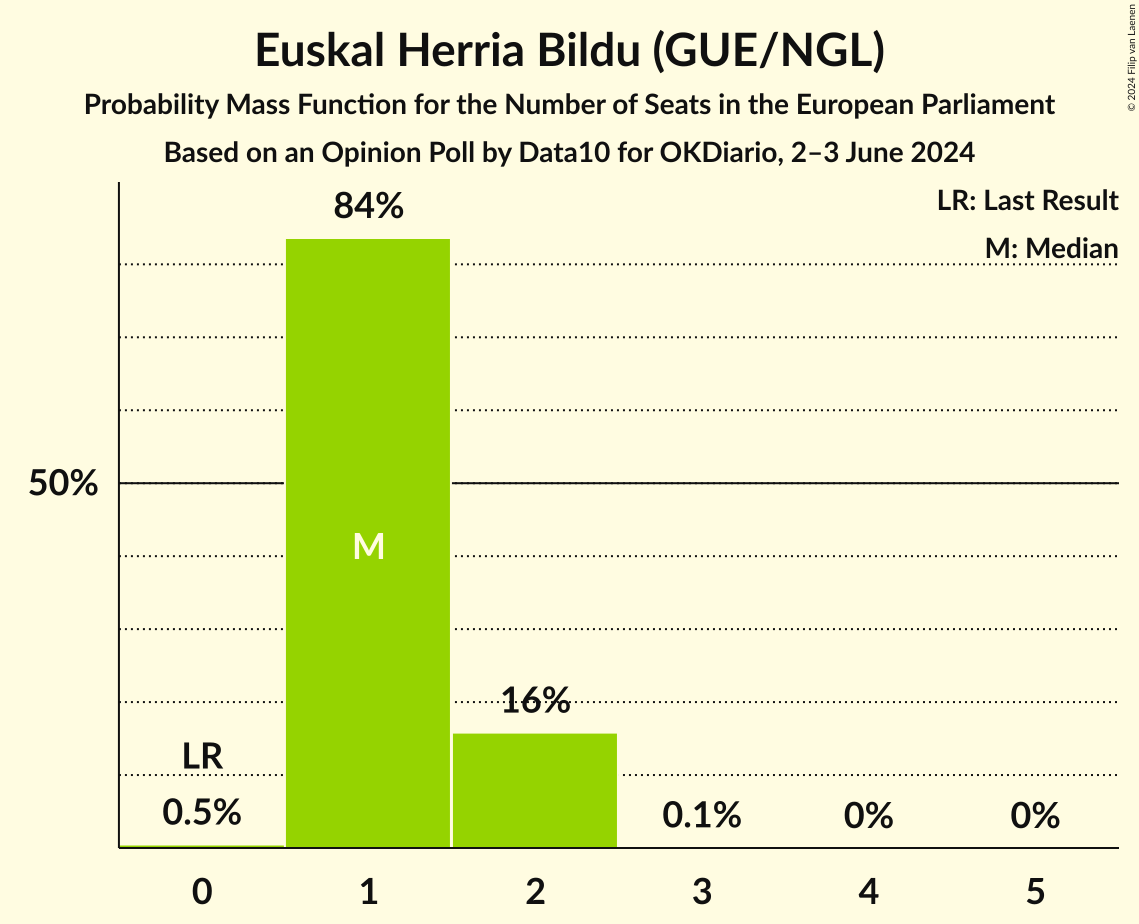 Euskal Herria Bildu (GUE/NGL)
Probability Mass Function for the Number of Seats in the European Parliament
Based on an Opinion Poll by Data10 for OKDiario, 2–3 June 2024
© 2024 Filip van Laenen
LR: Last Result
M: Median
84%
50%
M
16%
LR
0.5%
0.1%
0%
0%
0
1
2
3
4
5